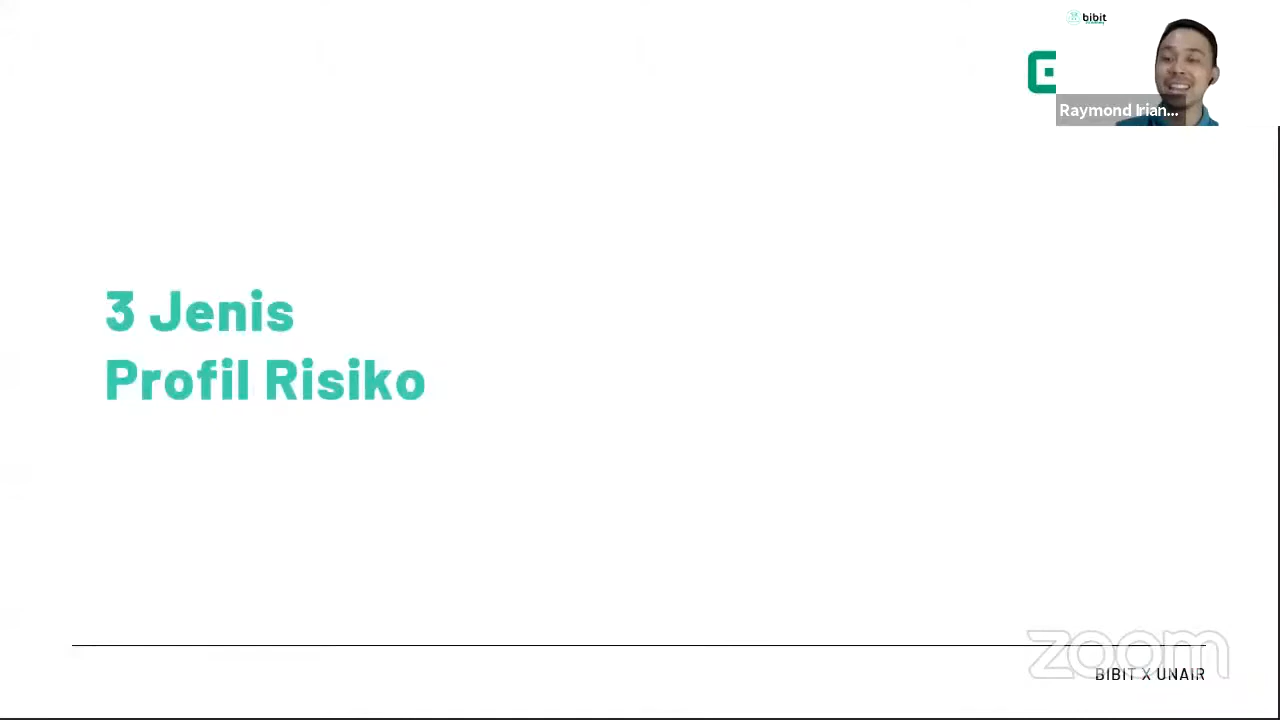 bibit
Raymond Irian...
3 Jenis
Profil Risiko
zoom
BIBIT X UNAIR